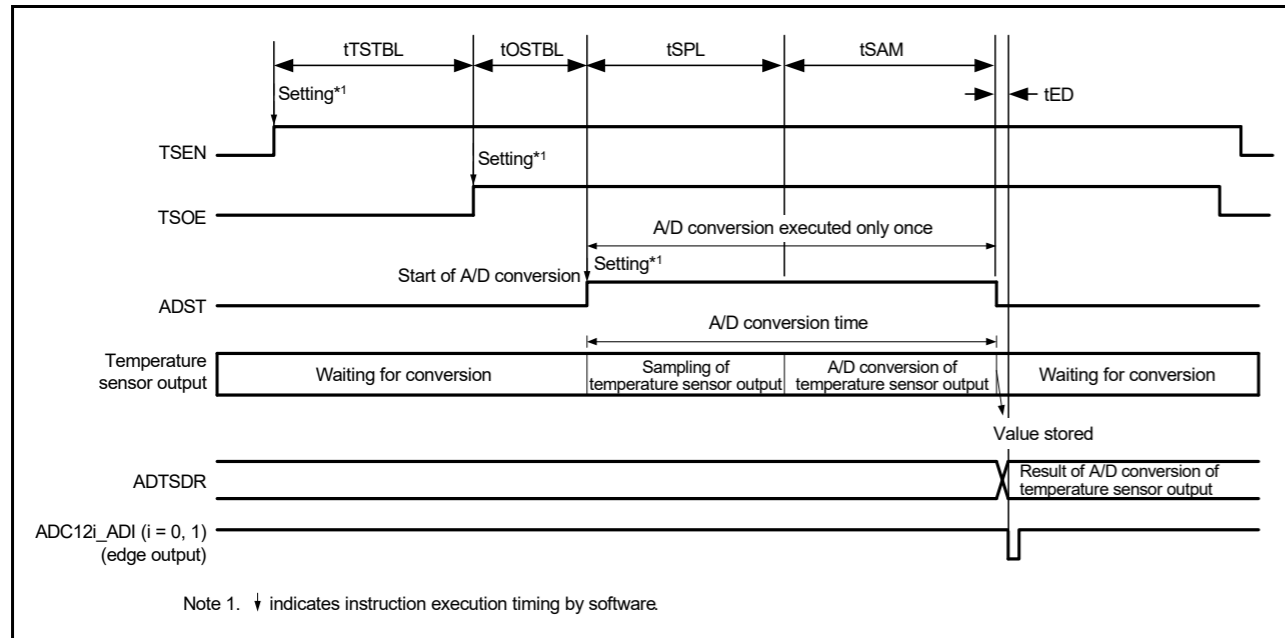 tTSTBL
tOSTBL
tSPL
tSAM
tED
Setting*1
TSEN
Setting*1
TSOE
A/D conversion executed only once
Start of A/D conversion
Setting*1
ADST
A/D conversion time
Temperature
sensor output
Waiting for conversion
Sampling of
temperature sensor output
A/D conversion of
temperature sensor output
Waiting for conversion
Value stored
ADTSDR
Result of A/D conversion of
temperature sensor output
ADC12i_ADI (i = 0, 1)
(edge output)
Note 1. ↓ indicates instruction execution timing by software.